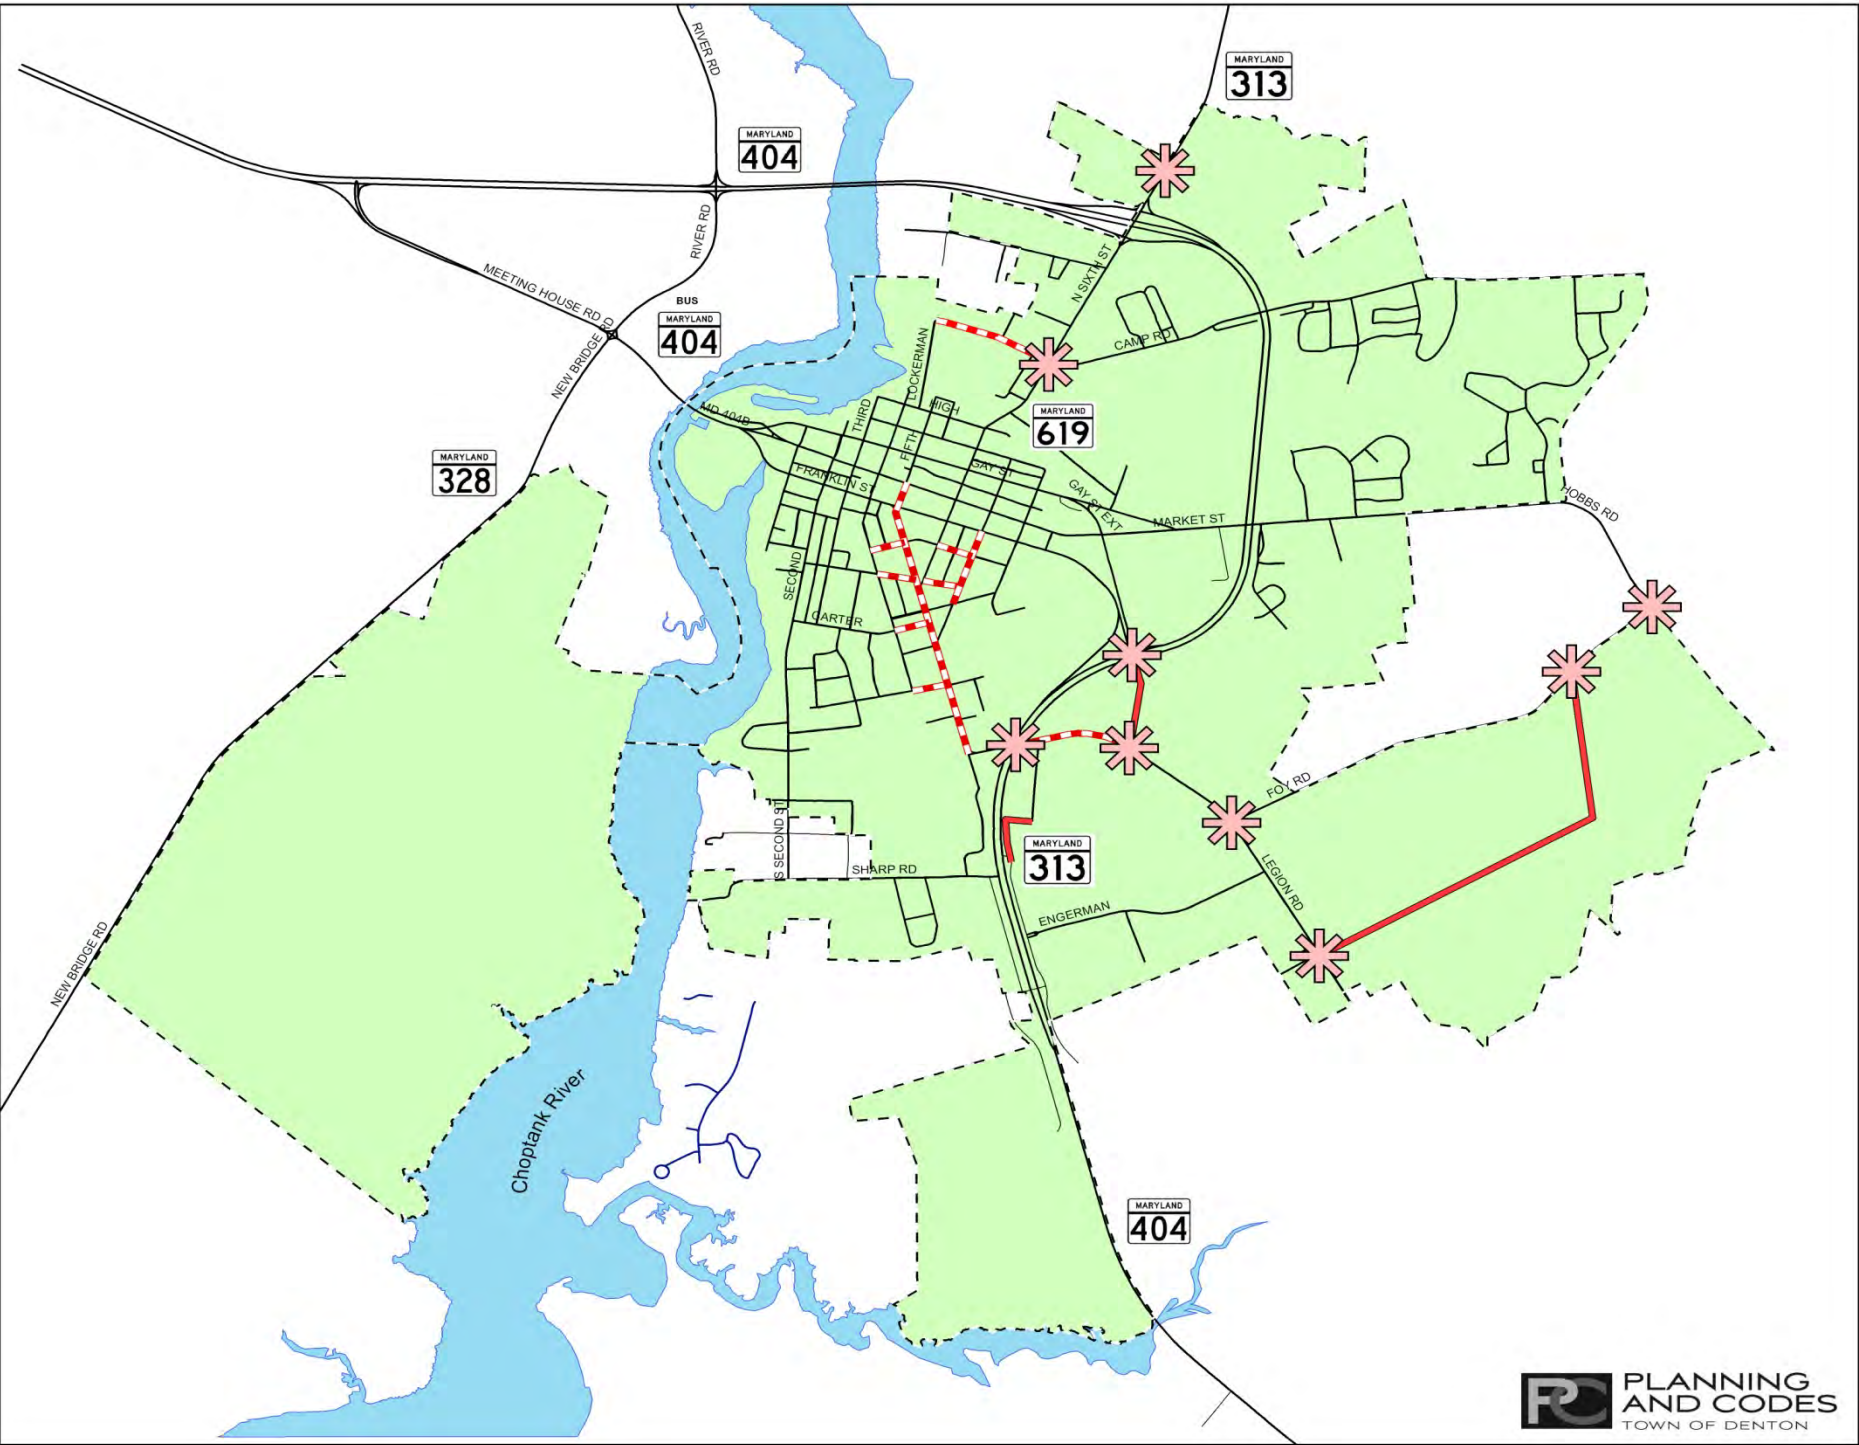 RIVER RD
MARYLAND
313
MARYLAND
404
RIVER RD
MEETING HOUSE RD
N SIXTH ST
BUS
MARYLAND
404
NEW BRIDGE RD
CAMP RD
LOCKERMAN
HIGH
THIRD
MD 404B
MARYLAND
619
FIFTH
MARYLAND
328
FRANKLIN ST
GAY ST
GAY ST EXT
MARKET ST
HOBBS RD
SECOND
CARTER
FOY RD
S SECOND ST
MARYLAND
313
SHARP RD
LEGION RD
ENGERMAN
NEW BRIDGE RD
Choptank River
MARYLAND
404
PC
PLANNING
AND CODES
TOWN OF DENTON